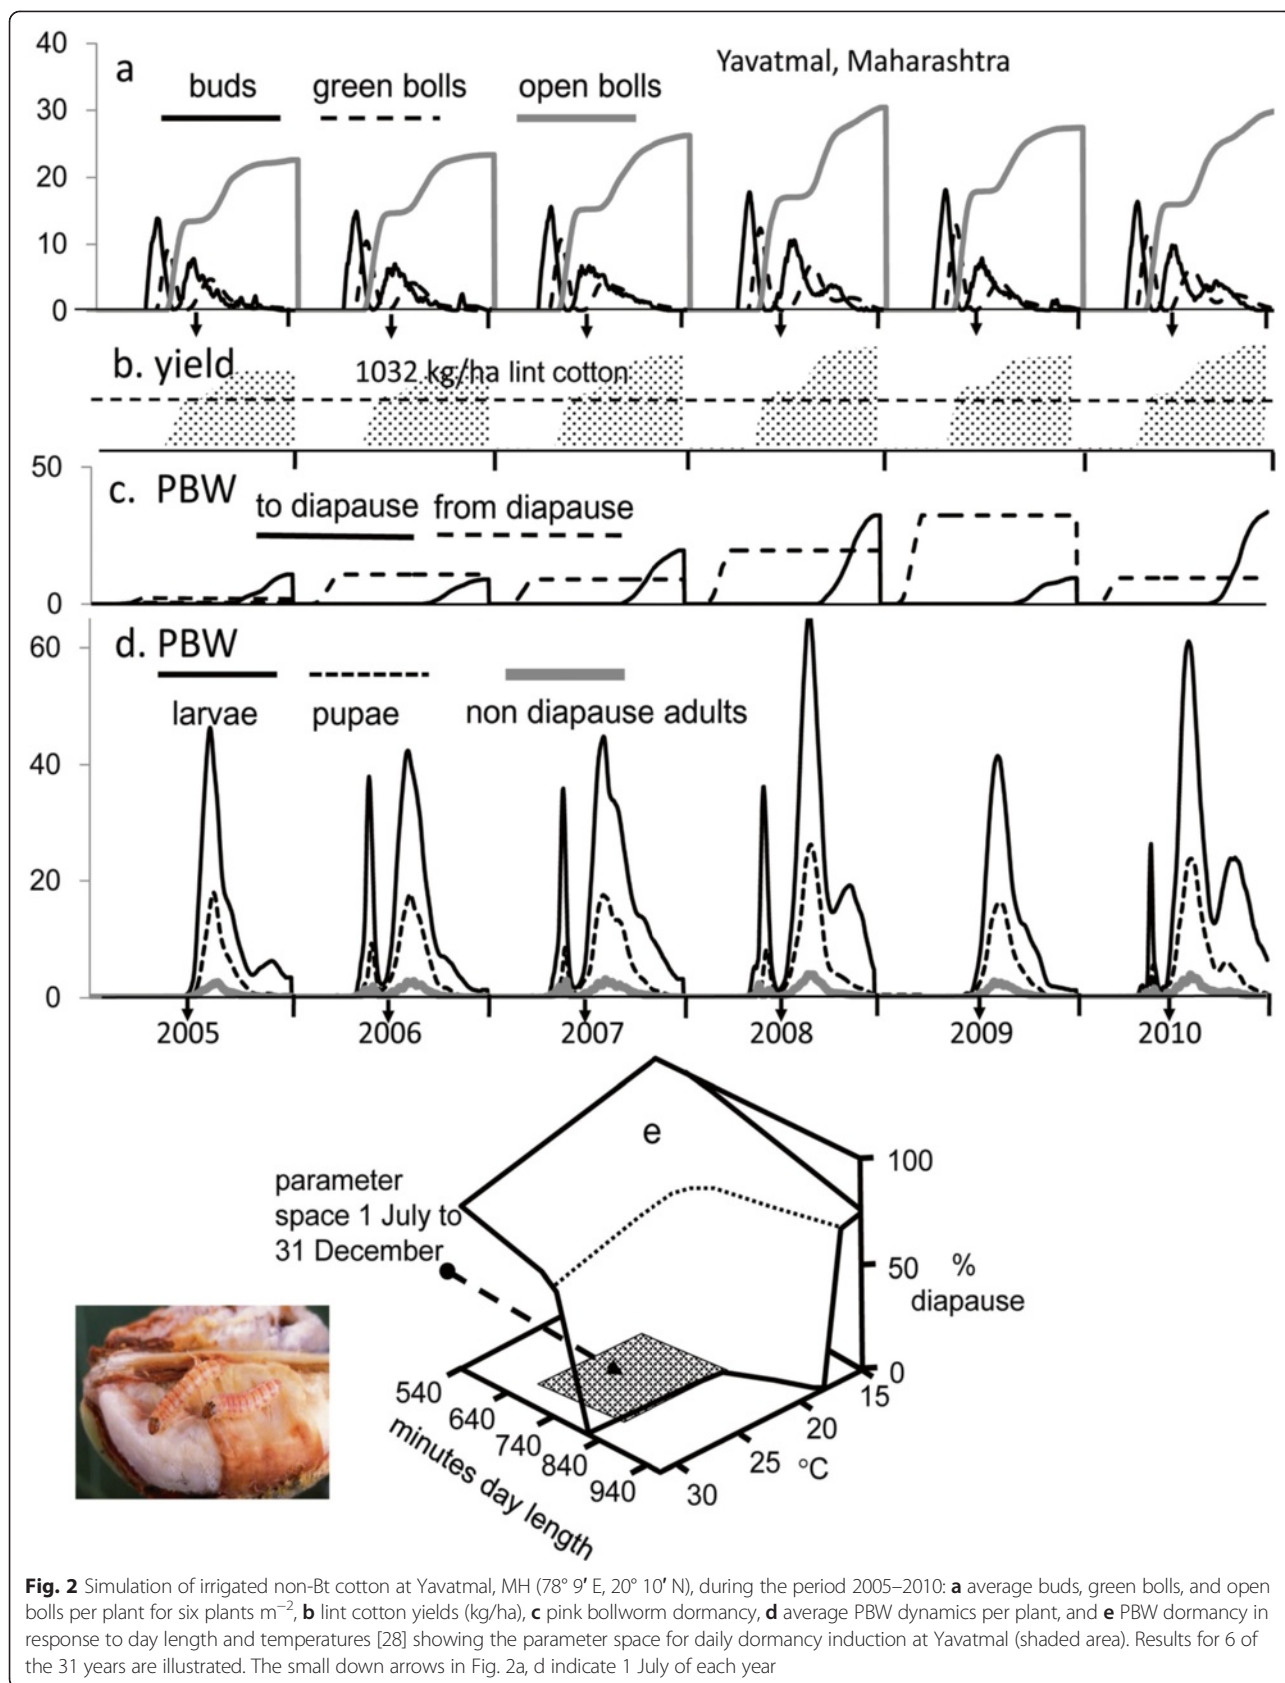 40
30
20
10
0
a
Yavatmal, Maharashtra
buds
green bolls
open bolls
b. yield
1032 kg/ha lint cotton
50
0
c. PBW
to diapause
from diapause
60
40
20
0
d. PBW
larvae
pupae
non diapause adults
2005
2006
2007
2008
2009
2010
e
parameter
space 1 July to
31 December
100
50
0
%
diapause
540
640
740
840
940
minutes day length
15
20
25
30
°C
Fig. 2 Simulation of irrigated non-Bt cotton at Yavatmal, MH (78° 9′ E, 20° 10′ N), during the period 2005–2010: a average buds, green bolls, and open
bolls per plant for six plants m⁻², b lint cotton yields (kg/ha), c pink bollworm dormancy, d average PBW dynamics per plant, and e PBW dormancy in
response to day length and temperatures [28] showing the parameter space for daily dormancy induction at Yavatmal (shaded area). Results for 6 of
the 31 years are illustrated. The small down arrows in Fig. 2a, d indicate 1 July of each year